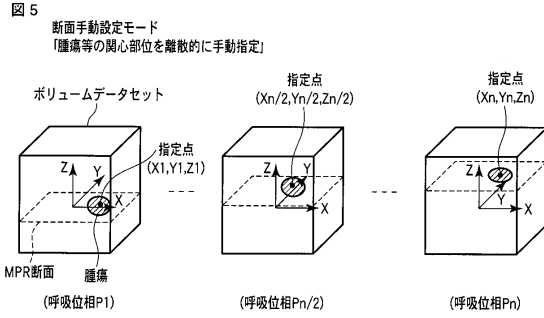 図 5
断面手動設定モード
「腫瘍等の関心部位を離散的に手動指定」
ボリュームデータセット
指定点
(X1,Y1,Z1)
Z
Y
X
MPR断面
腫瘍
(呼吸位相P1)
指定点
(Xn/2,Yn/2,Zn/2)
Z
Y
X
(呼吸位相Pn/2)
指定点
(Xn,Yn,Zn)
Z
Y
X
(呼吸位相Pn)